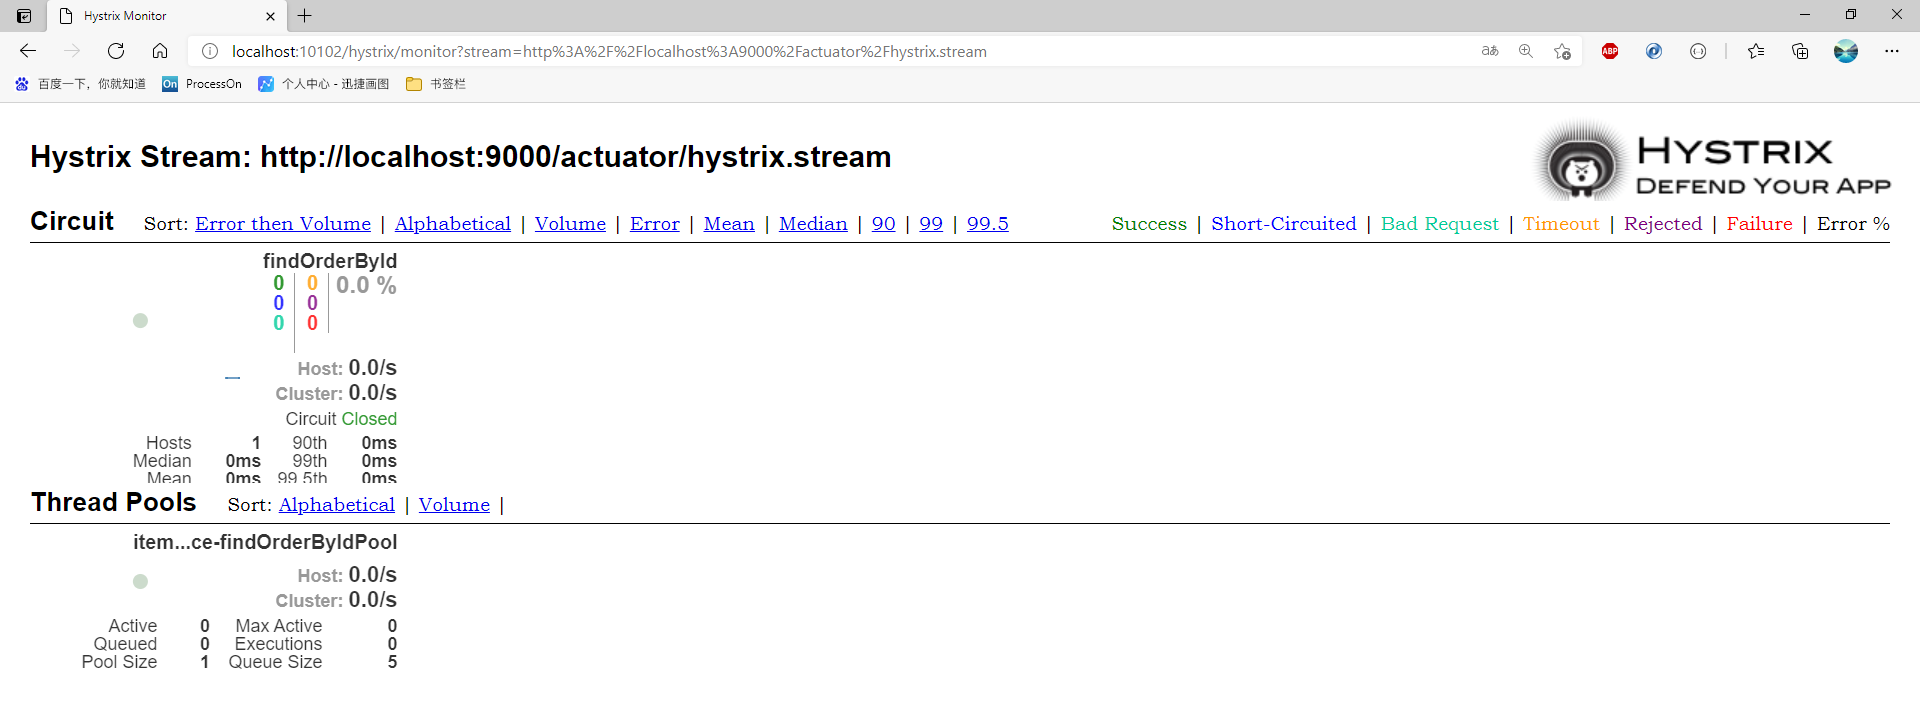 Hystrix Monitor
localhost:10102/hystrix/monitor?stream=http%3A%2F%2Flocalhost%3A9000%2Factuator%2Fhystrix.stream
aあ
ABP
百度一下，你就知道 On ProcessOn 个人中心 - 迅捷画图 书签栏
Hystrix Stream: http://localhost:9000/actuator/hystrix.stream
HYSTRIX
DEFEND YOUR APP
Circuit Sort: Error then Volume | Alphabetical | Volume | Error | Mean | Median | 90 | 99 | 99.5 Success | Short-Circuited | Bad Request | Timeout | Rejected | Failure | Error %
findOrderById
0 0 0.0 %
0 0
0 0
Host: 0.0/s
Cluster: 0.0/s
Circuit Closed
Hosts 1 90th 0ms
Median 0ms 99th 0ms
Mean 0ms 99.5th 0ms
Thread Pools Sort: Alphabetical | Volume |
item...ce-findOrderByIdPool
Host: 0.0/s
Cluster: 0.0/s
Active 0 Max Active 0
Queued 0 Executions 0
Pool Size 1 Queue Size 5